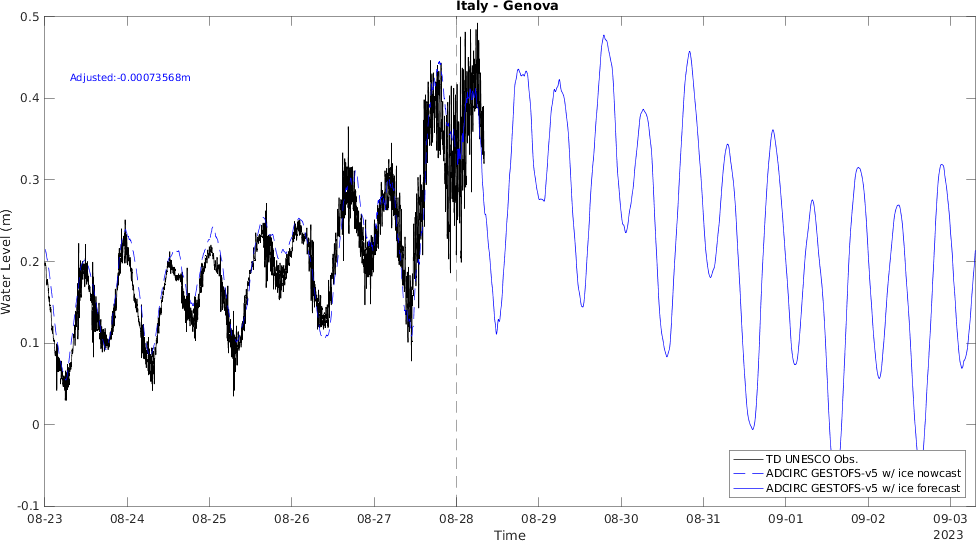 Italy - Genova
Adjusted:-0.00073568m
Water Level (m)
0.5
0.4
0.3
0.2
0.1
0
-0.1
TD UNESCO Obs.
ADCIRC GESTOFS-v5 w/ ice nowcast
ADCIRC GESTOFS-v5 w/ ice forecast
08-23 08-24 08-25 08-26 08-27 08-28 08-29 08-30 08-31 09-01 09-02 09-03
2023
Time